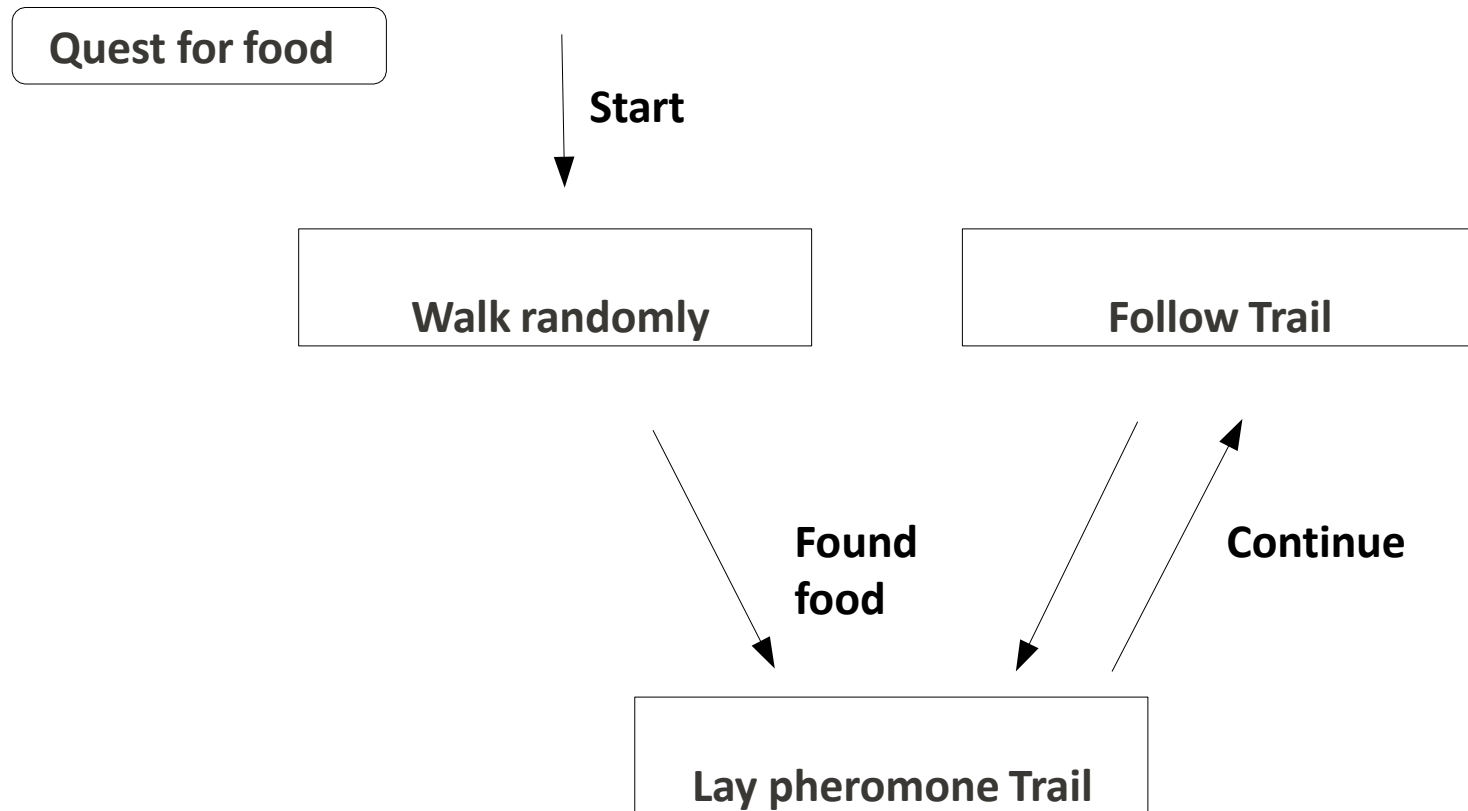 Quest for food
Start
Walk randomly
Follow Trail
Found
food
Continue
Lay pheromone Trail